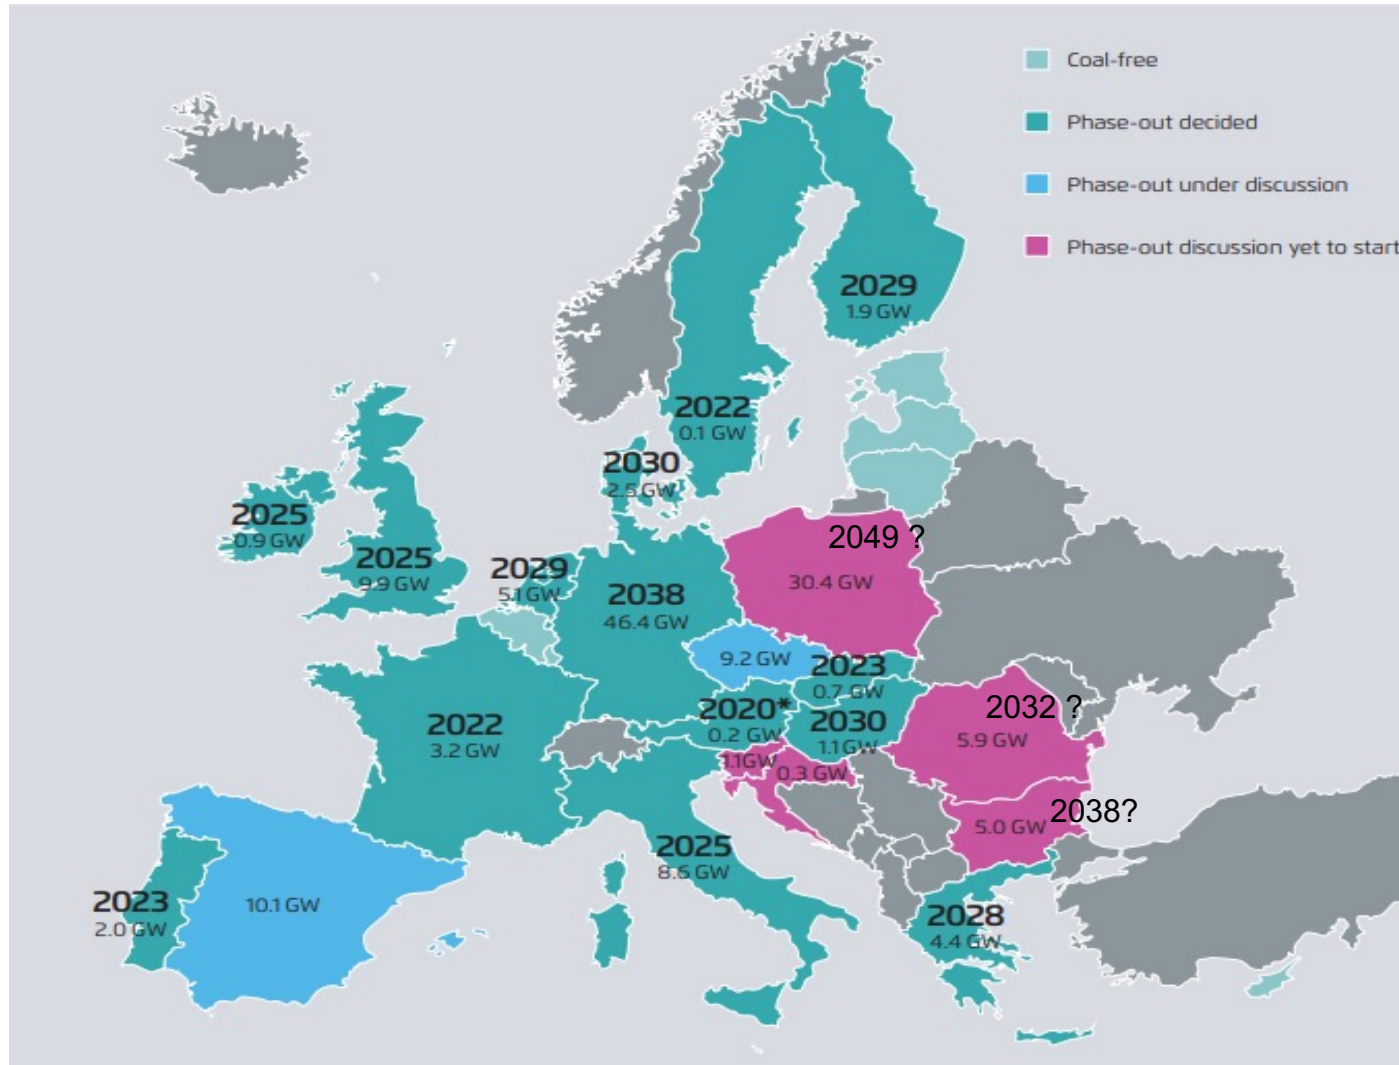 Coal-free
Phase-out decided
Phase-out under discussion
Phase-out discussion yet to start
2029
1.9 GW
2022
0.1 GW
2030
2.5 GW
2025
0.9 GW
2025
9.9 GW
2029
5.1 GW
2038
46.4 GW
2049 ?
30.4 GW
9.2 GW
2023
0.7 GW
2020*
0.2 GW
2030
1.1GW
2032 ?
5.9 GW
2022
3.2 GW
1.1GW
0.3 GW
2038?
5.0 GW
2025
8.6 GW
2023
2.0 GW
10.1 GW
2028
4.4 GW